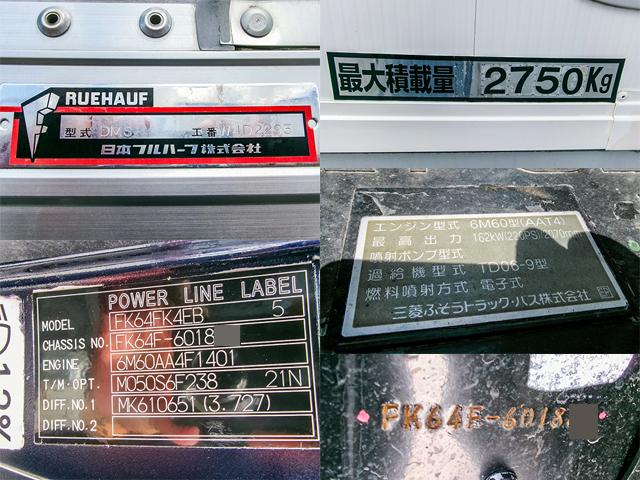 RUEHAUF
型式 DMS 工番
日本フルハーフ株式会社
最大積載量 2750Kg
エンジン型式 6M60型(AAT4)
最高出力 162kW(220PS)/2070min
噴射ポンプ型式
過給機型式 TD06-9型
燃料噴射方式 電子式
三菱ふそうトラック・バス株式会社
POWER LINE LABEL
MODEL FK64FK4EB 5
CHASSIS NO. FK64F-6018
ENGINE 6M60AA4F1401
T/M・OPT. M050S6F238 21N
DIFF.NO.1 MK610651 (3.727)
DIFF.NO.2
FK64F-6018